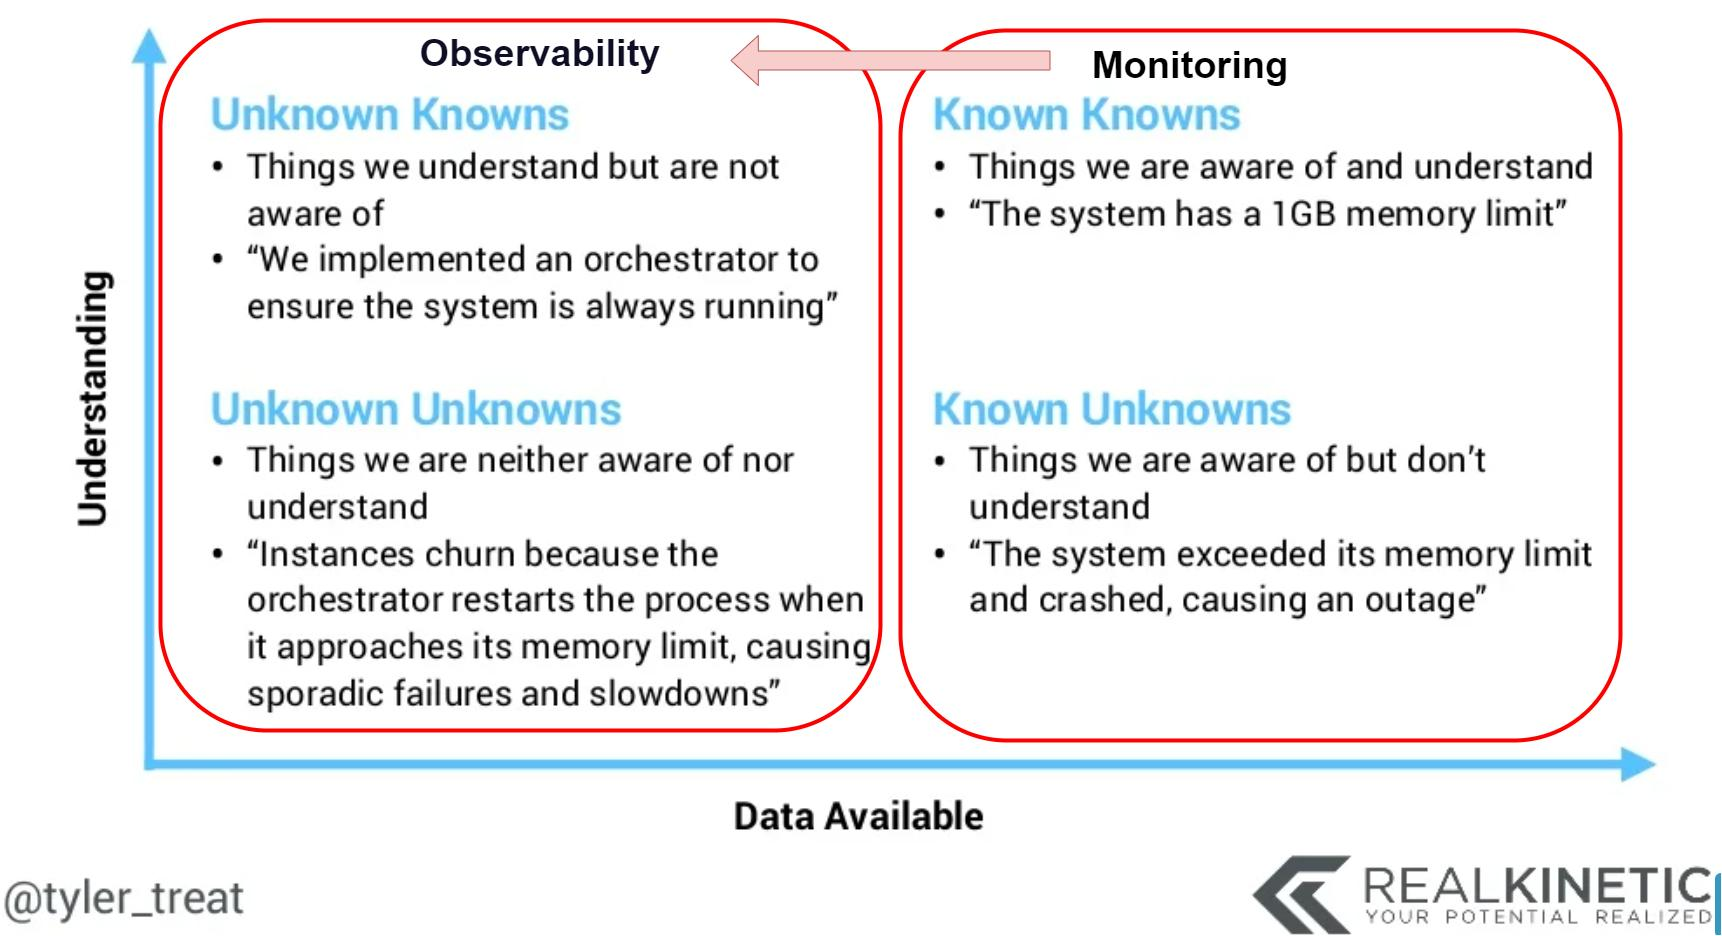 Observability
Monitoring
Unknown Knowns
• Things we understand but are not
aware of
• “We implemented an orchestrator to
ensure the system is always running”
Known Knowns
• Things we are aware of and understand
• “The system has a 1GB memory limit”
Understanding
Unknown Unknowns
• Things we are neither aware of nor
understand
• “Instances churn because the
orchestrator restarts the process when
it approaches its memory limit, causing
sporadic failures and slowdowns”
Known Unknowns
• Things we are aware of but don’t
understand
• “The system exceeded its memory limit
and crashed, causing an outage”
Data Available
@tyler_treat
REALKINETIC
YOUR POTENTIAL REALIZED